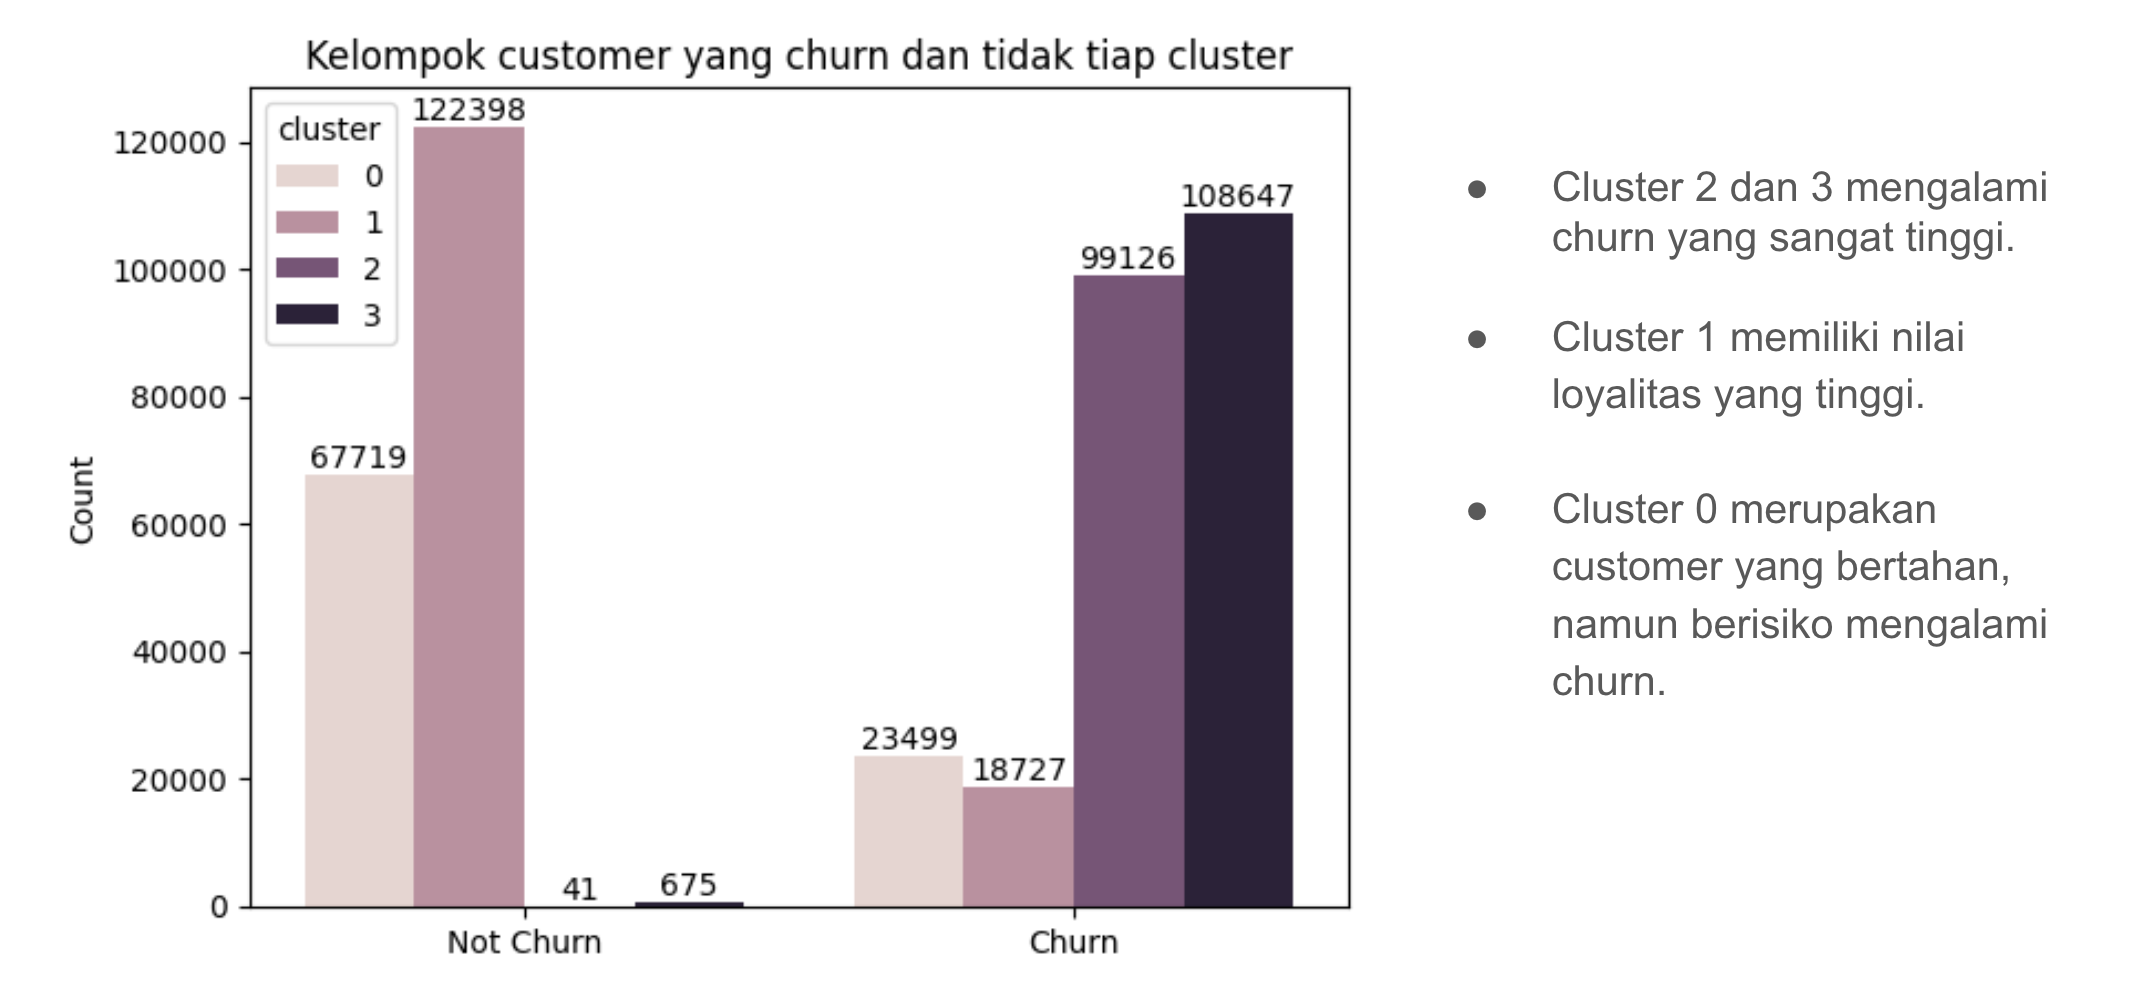 Kelompok customer yang churn dan tidak tiap cluster
cluster
0
1
2
3
Count
120000
100000
80000
60000
40000
20000
0
67719
122398
41
675
23499
18727
99126
108647
Not Churn
Churn
● Cluster 2 dan 3 mengalami
churn yang sangat tinggi.
● Cluster 1 memiliki nilai
loyalitas yang tinggi.
● Cluster 0 merupakan
customer yang bertahan,
namun berisiko mengalami
churn.